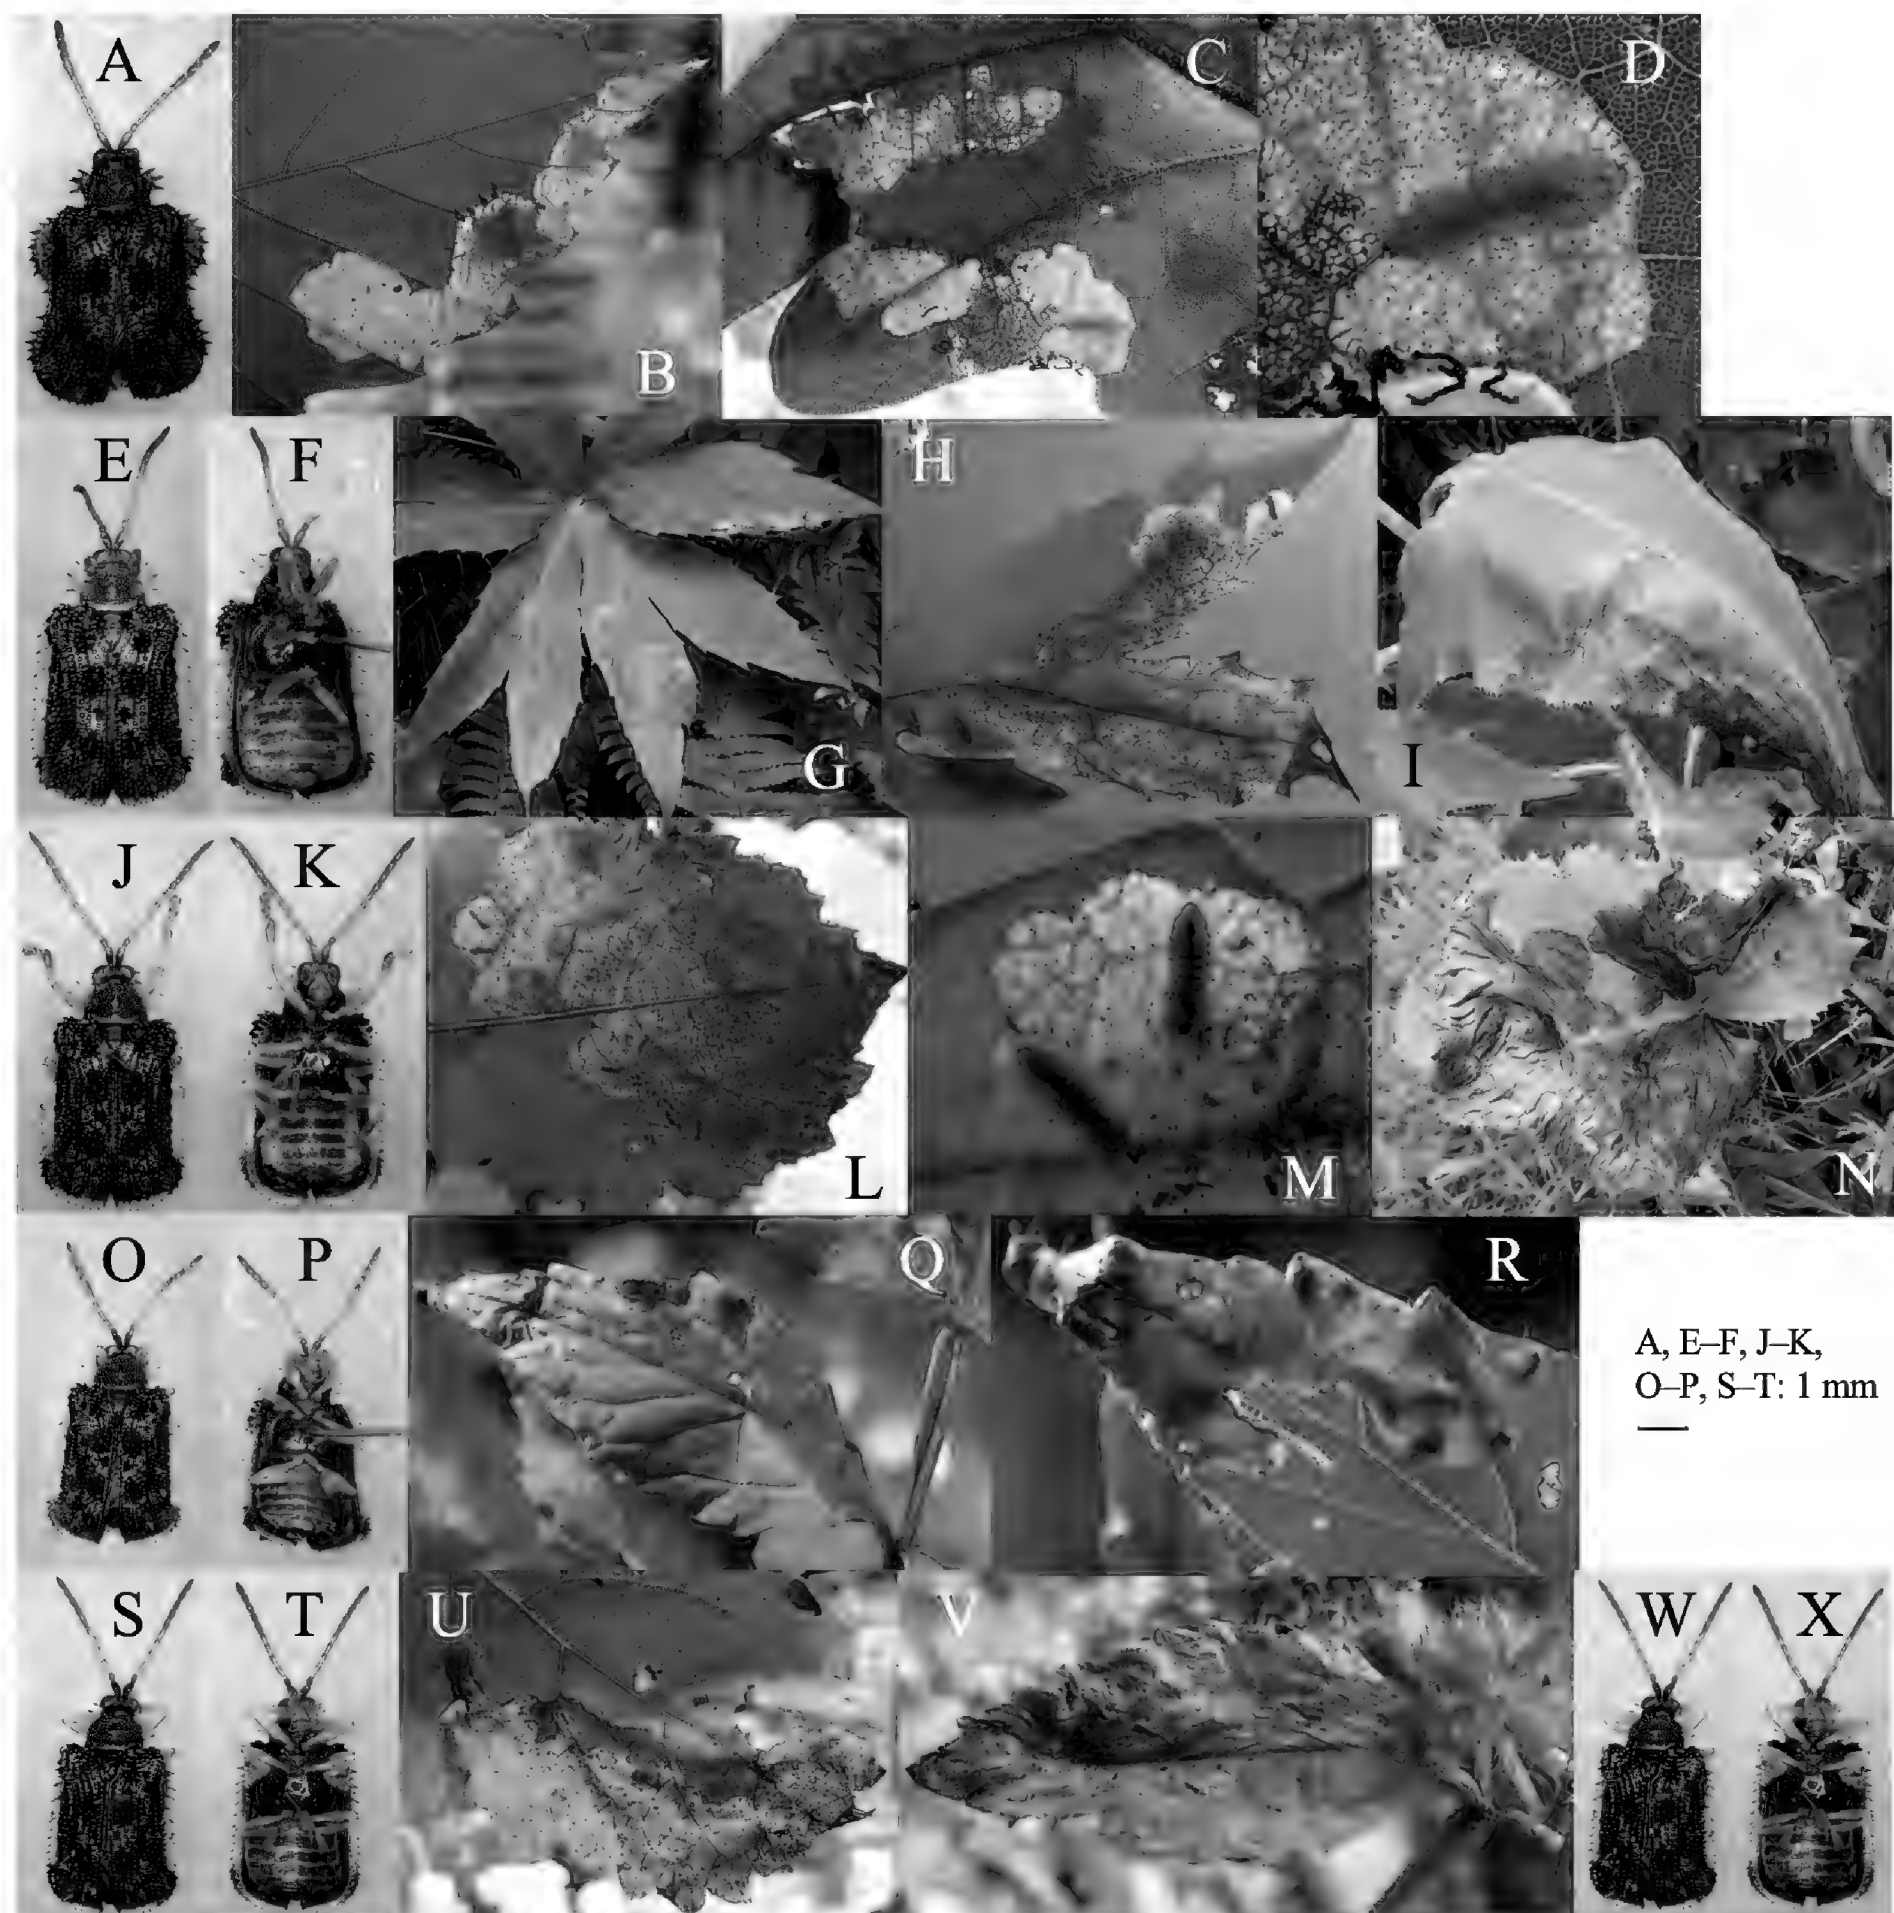 A
B
C
D
E
F
G
H
I
J
K
L
M
N
O
P
Q
R
A, E–F, J–K,
O–P, S–T: 1 mm
S
T
U
V
W
X